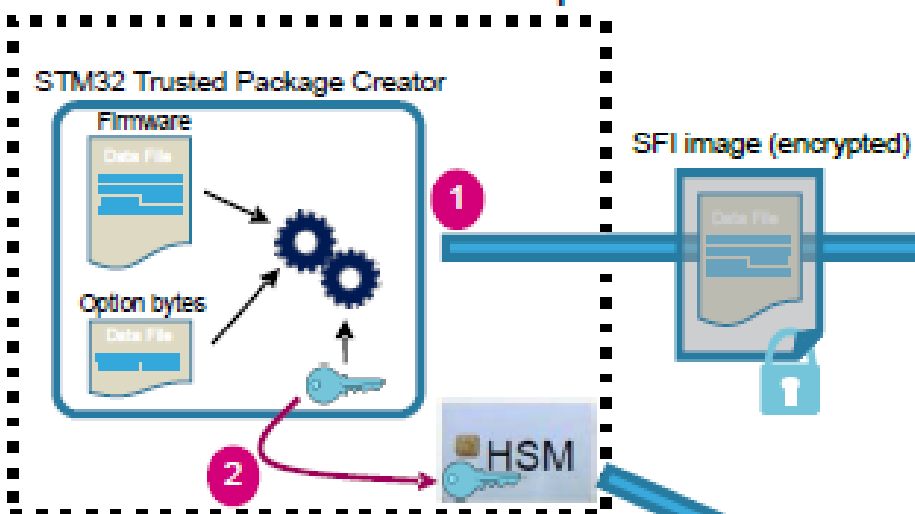 STM32 Trusted Package Creator
Firmware
Data File
1
SFI image (encrypted)
Data File
Option bytes
Data File
2
HSM